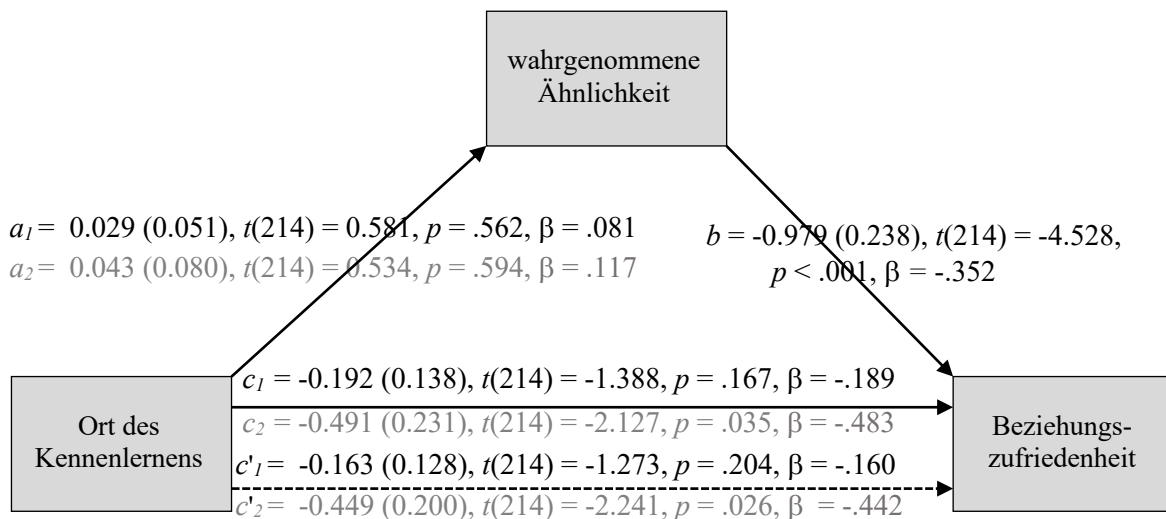 wahrgenommene
Ähnlichkeit
a1 = 0.029 (0.051), t(214) = 0.581, p = .562, β = .081
a2 = 0.043 (0.080), t(214) = 0.534, p = .594, β = .117
b = -0.979 (0.238), t(214) = -4.528,
p < .001, β = -.352
Ort des
Kennenlernens
c1 = -0.192 (0.138), t(214) = -1.388, p = .167, β = -.189
c2 = -0.491 (0.231), t(214) = -2.127, p = .035, β = -.483
c'1= -0.163 (0.128), t(214) = -1.273, p = .204, β = -.160
c'2= -0.449 (0.200), t(214) = -2.241, p = .026, β = -.442
Beziehungs-
zufriedenheit